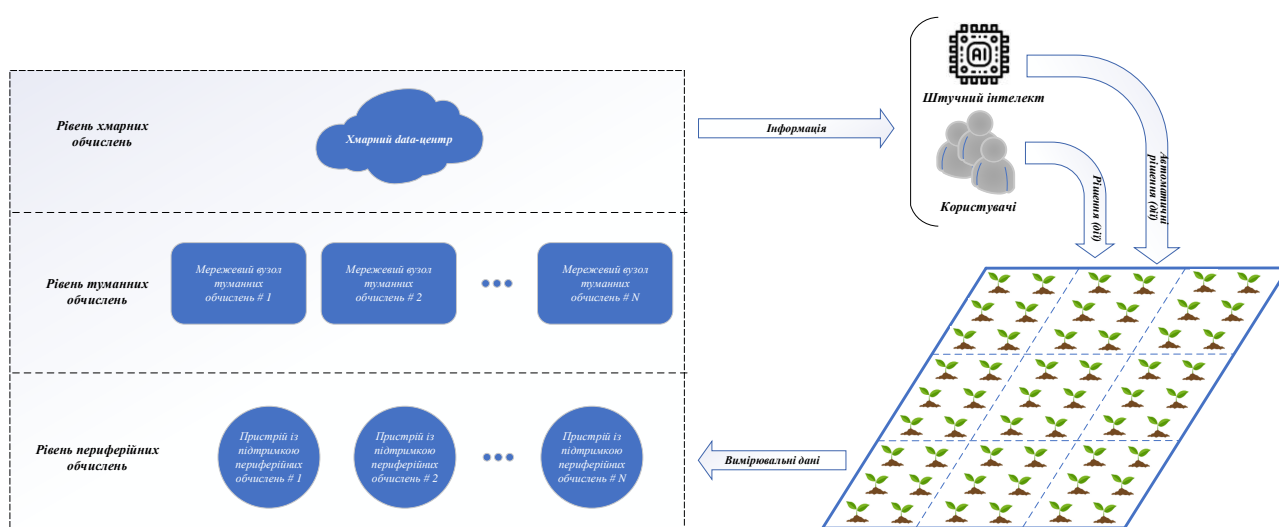 Рівень хмарних
обчислень
Хмарний data-центр
Інформація
Штучний інтелект
Користувачі
Автоматичні
рішення (дії)
Рішення (дії)
Рівень туманних
обчислень
Мережевий вузол
туманних
обчислень # 1
Мережевий вузол
туманних
обчислень # 2
Мережевий вузол
туманних
обчислень # N
Рівень периферійних
обчислень
Пристрій із
підтримкою
периферійних
обчислень # 1
Пристрій із
підтримкою
периферійних
обчислень # 2
Пристрій із
підтримкою
периферійних
обчислень # N
Вимірювальні дані
AI